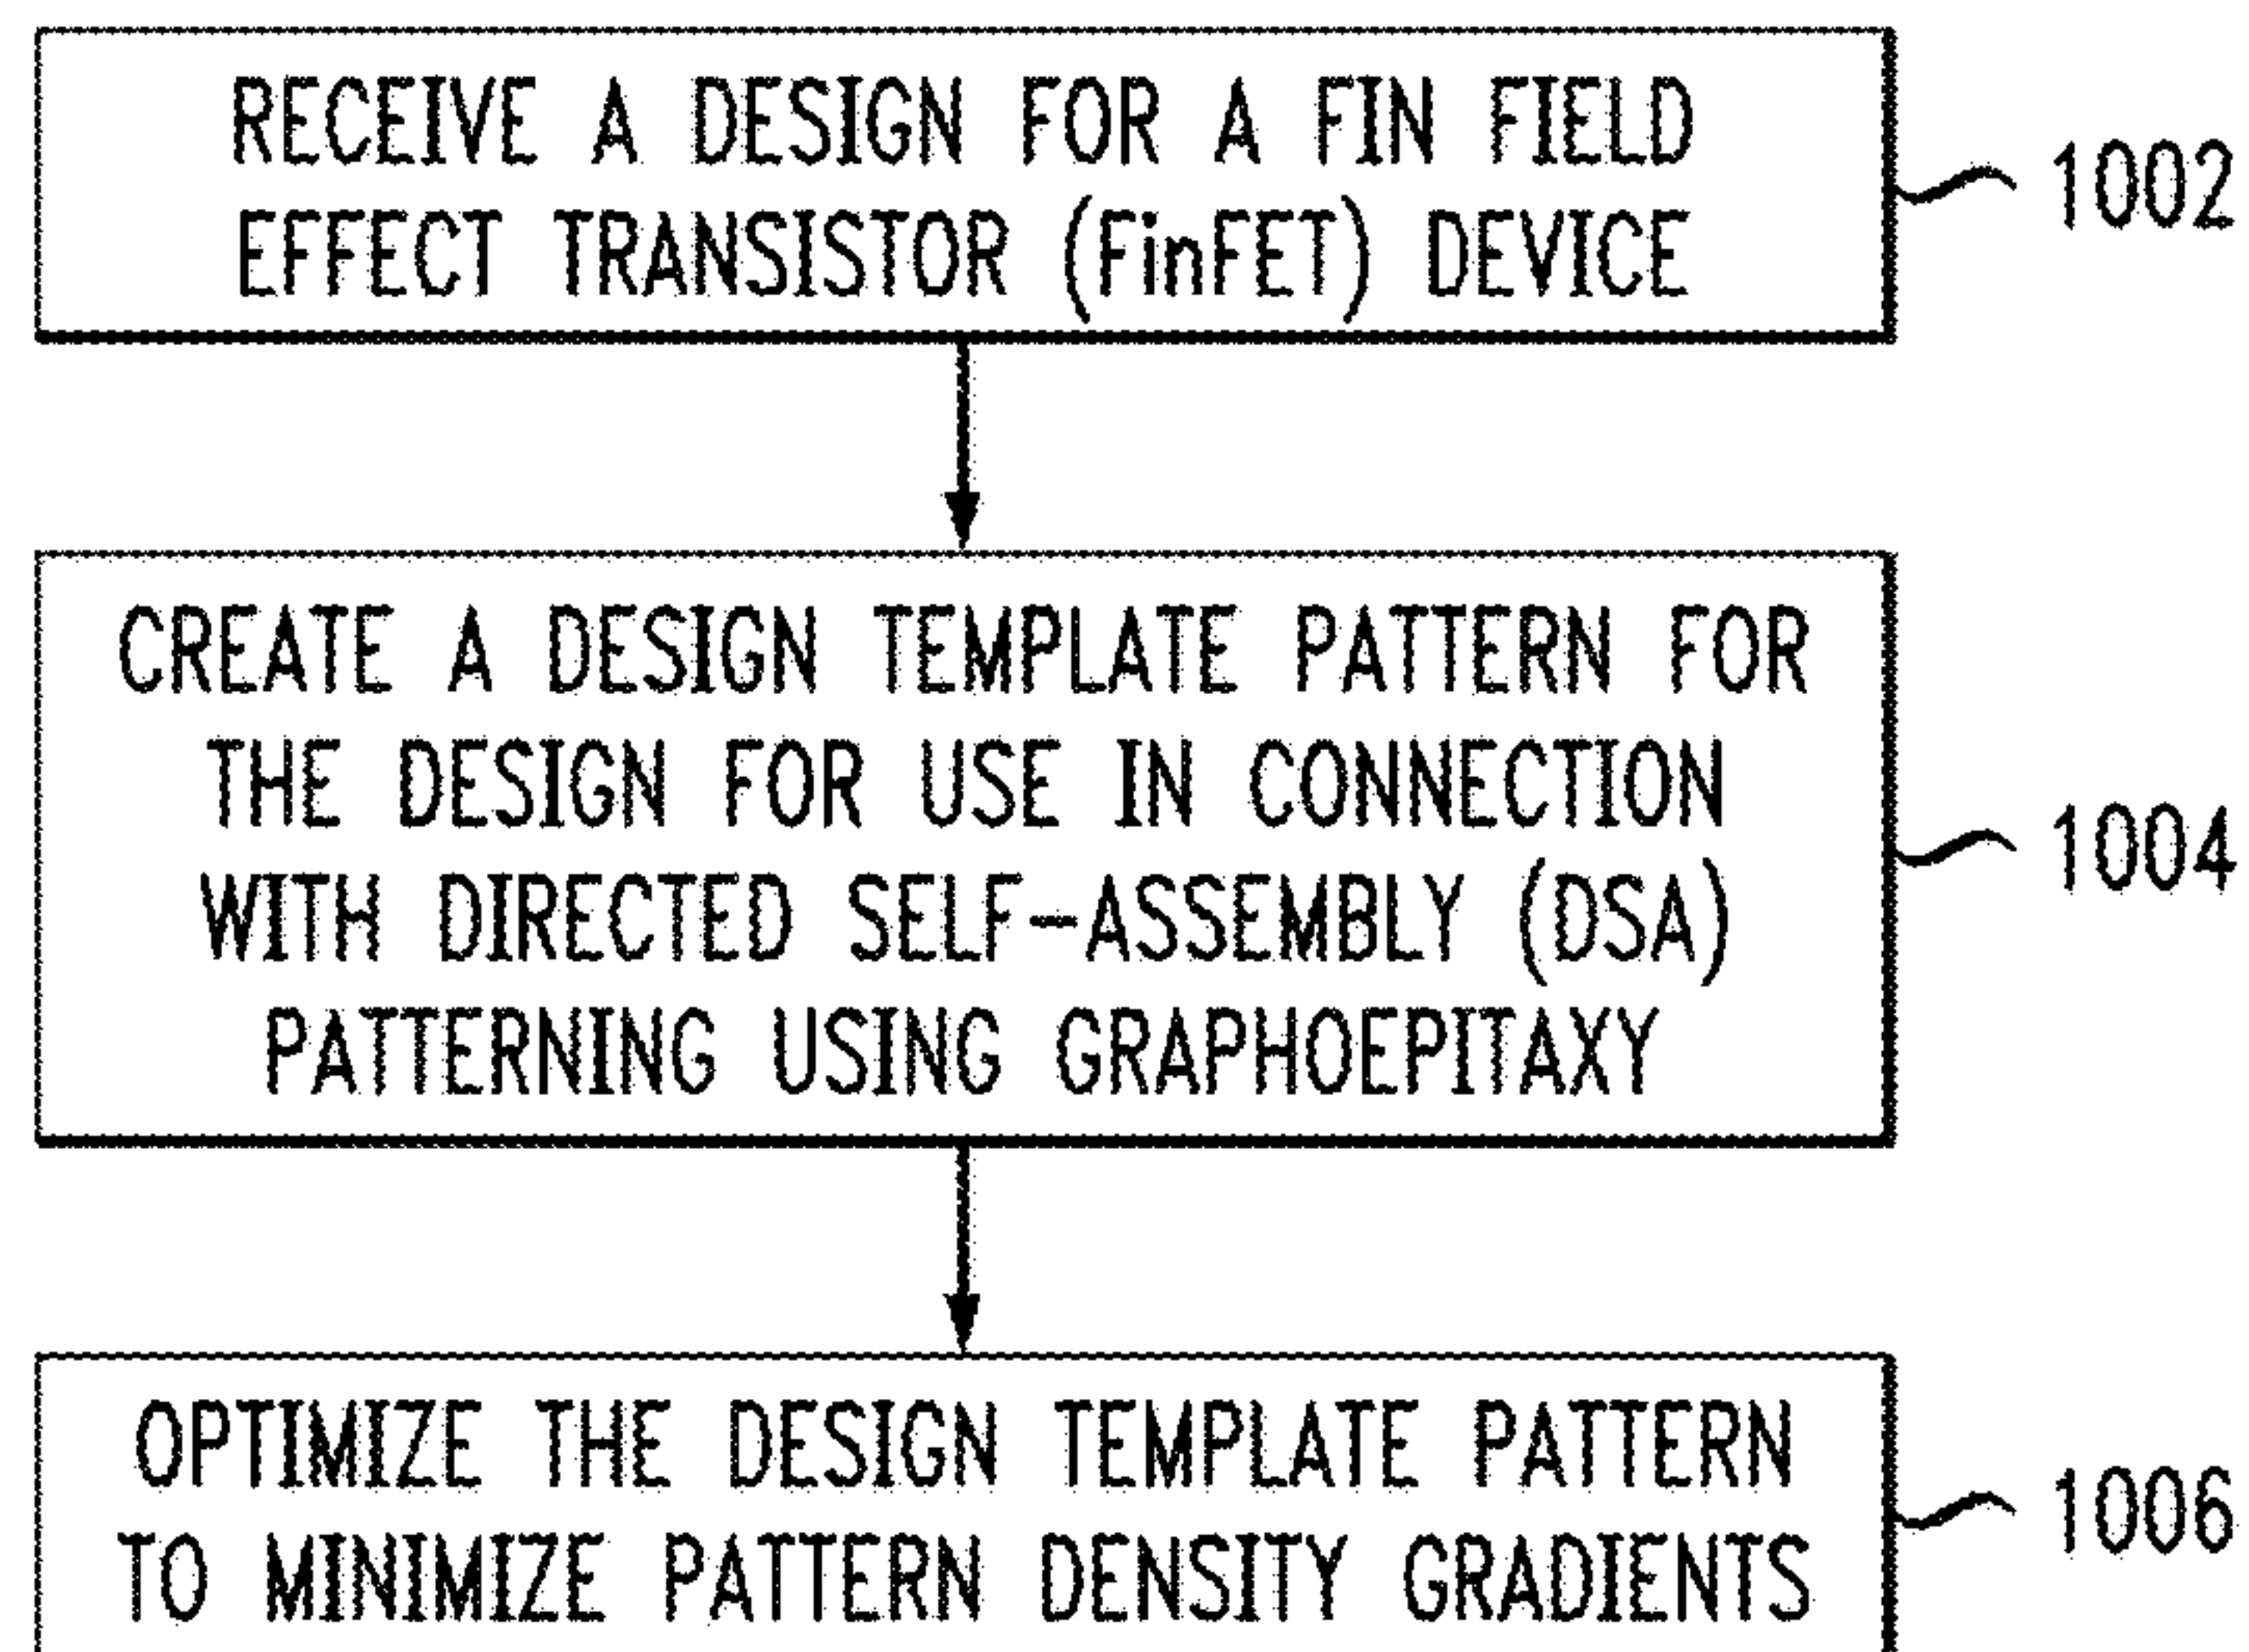 RECEIVE A DESIGN FOR A FIN FIELD
EFFECT TRANSISTOR (FinFET) DEVICE
1002
CREATE A DESIGN TEMPLATE PATTERN FOR
THE DESIGN FOR USE IN CONNECTION
WITH DIRECTED SELF-ASSEMBLY (DSA)
PATTERNING USING GRAPHOEPITAXY
1004
OPTIMIZE THE DESIGN TEMPLATE PATTERN
TO MINIMIZE PATTERN DENSITY GRADIENTS
1006